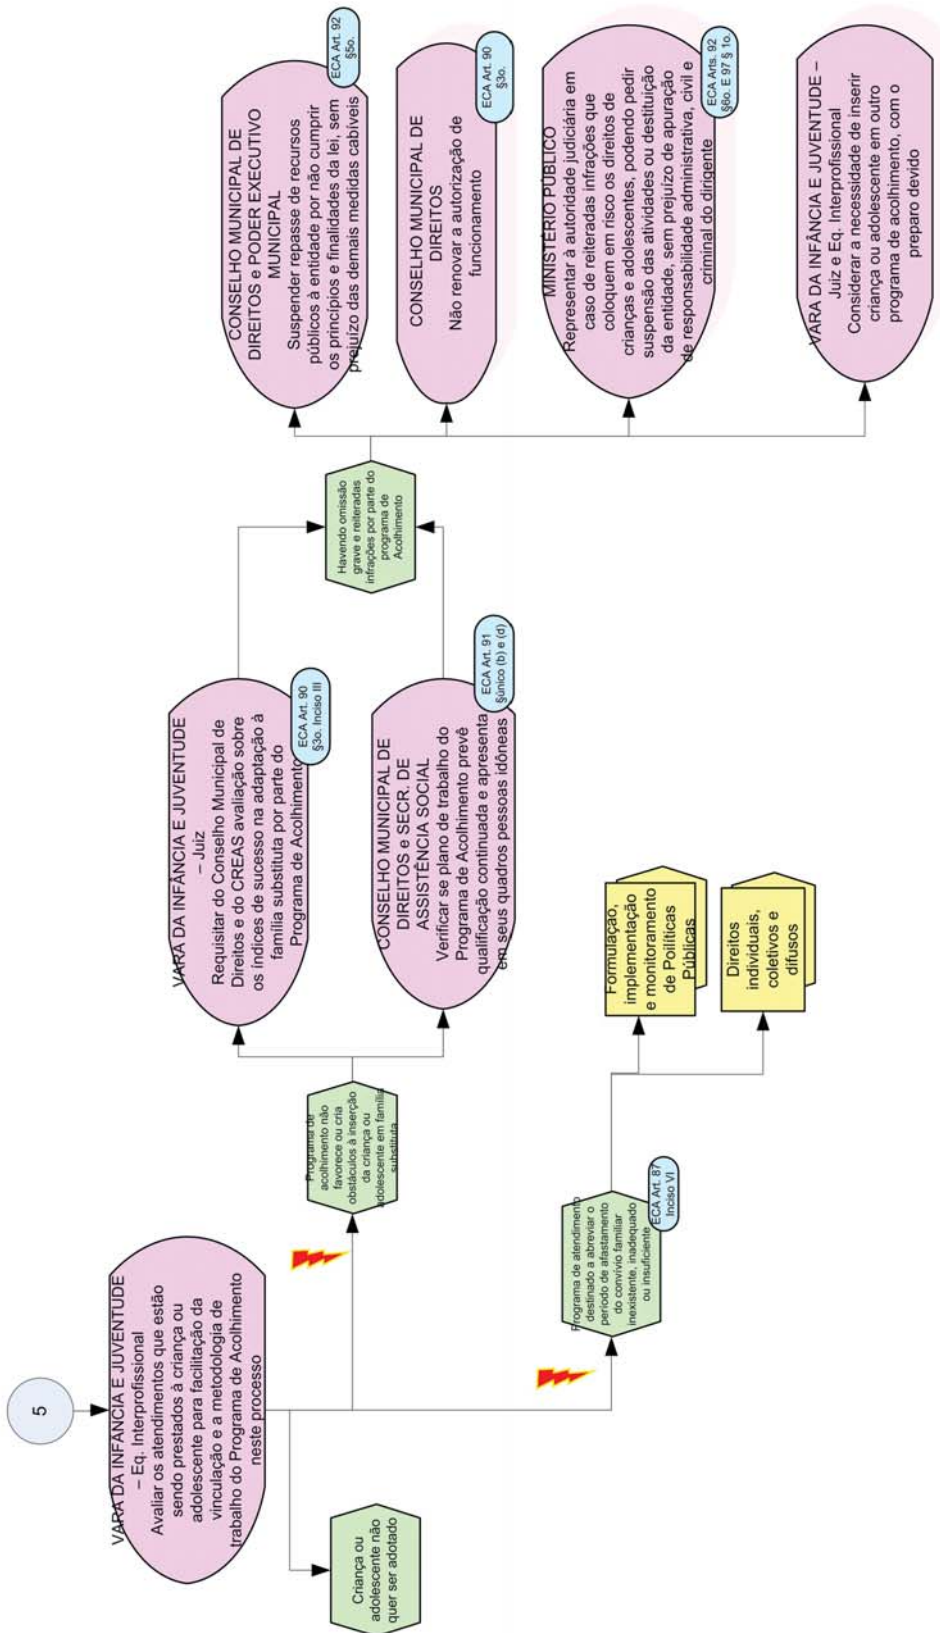 5
VARA DA INFÂNCIA E JUVENTUDE
– Eq. Interprofissional
Avaliar os atendimentos que estão
sendo prestados à criança ou
adolescente para facilitação da
vinculação e a metodologia de
trabalho do Programa de Acolhimento
neste processo
Criança ou
adolescente não
quer ser adotado
Programa de
acolhimento não
favorece ou cria
obstáculos à inserção
da criança ou
adolescente em família
substituta
Programa de atendimento
destinado a abreviar o
período de afastamento
do convívio familiar
inexistente, inadequado
ou insuficiente
ECA Art. 87
Inciso VI
VARA DA INFÂNCIA E JUVENTUDE
– Juiz
Requisitar do Conselho Municipal de
Direitos e do CREAS avaliação sobre
os índices de sucesso na adaptação à
família substituta por parte do
Programa de Acolhimento
ECA Art. 90
§3o. Inciso III
CONSELHO MUNICIPAL DE
DIREITOS e SECR. DE
ASSISTÊNCIA SOCIAL
Verificar se plano de trabalho do
Programa de Acolhimento prevê
qualificação continuada e apresenta
em seus quadros pessoas idôneas
ECA Art. 91
§único (b) e (d)
Formulação,
implementação
e monitoramento
de Poilíticas
Públicas
Direitos
individuais,
coletivos e
difusos
Havendo omissão
grave e reiteradas
infrações por parte do
programa de
Acolhimento
CONSELHO MUNICIPAL DE
DIREITOS e PODER EXECUTIVO
MUNICIPAL
Suspender repasse de recursos
públicos à entidade por não cumprir
os princípios e finalidades da lei, sem
prejuízo das demais medidas cabíveis
ECA Art. 92
§5o.
CONSELHO MUNICIPAL DE
DIREITOS
Não renovar a autorização de
funcionamento
ECA Art. 90
§3o.
MINISTÉRIO PÚBLICO
Representar à autoridade judiciária em
caso de reiteradas infrações que
coloquem em risco os direitos de
crianças e adolescentes, podendo pedir
suspensão das atividades ou destituição
da entidade, sem prejuízo de apuração
de responsabilidade administrativa, civil e
criminal do dirigente
ECA Arts. 92
§6o. E 97 § 1o.
VARA DA INFÂNCIA E JUVENTUDE –
Juiz e Eq. Interprofissional
Considerar a necessidade de inserir
criança ou adolescente em outro
programa de acolhimento, com o
preparo devido